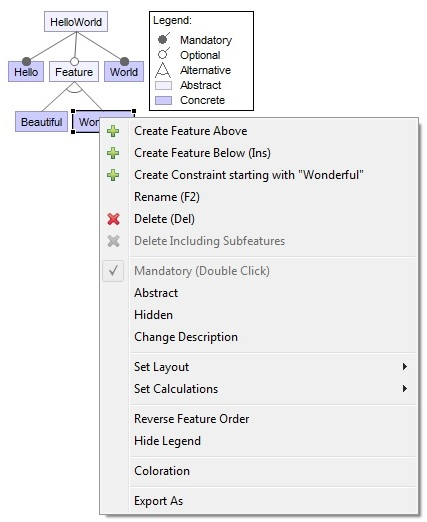 HelloWorld
Hello
Feature
World
Beautiful
Legend:
Mandatory
Optional
Alternative
Abstract
Concrete
Create Feature Above
Create Feature Below (Ins)
Create Constraint starting with "Wonderful"
Rename (F2)
Delete (Del)
Delete Including Subfeatures
Mandatory (Double Click)
Abstract
Hidden
Change Description
Set Layout
Set Calculations
Reverse Feature Order
Hide Legend
Coloration
Export As